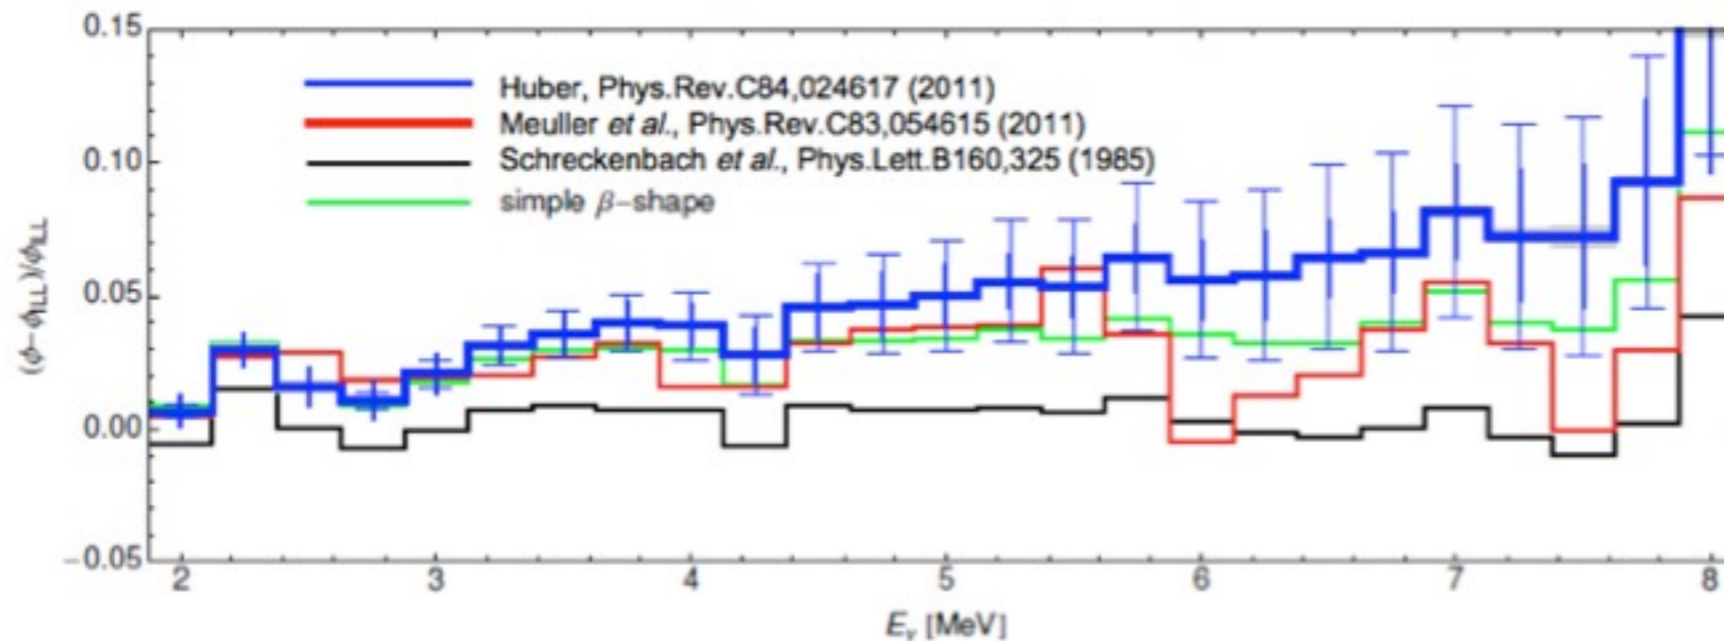 0.15
Huber, Phys.Rev.C84,024617 (2011)
Meuller et al., Phys.Rev.C83,054615 (2011)
Schreckenbach et al., Phys.Lett.B160,325 (1985)
simple β-shape
0.10
(ϕ-ϕILL)/ϕILL
0.05
0.00
-0.05
2 3 4 5 6 7 8
Eν [MeV]